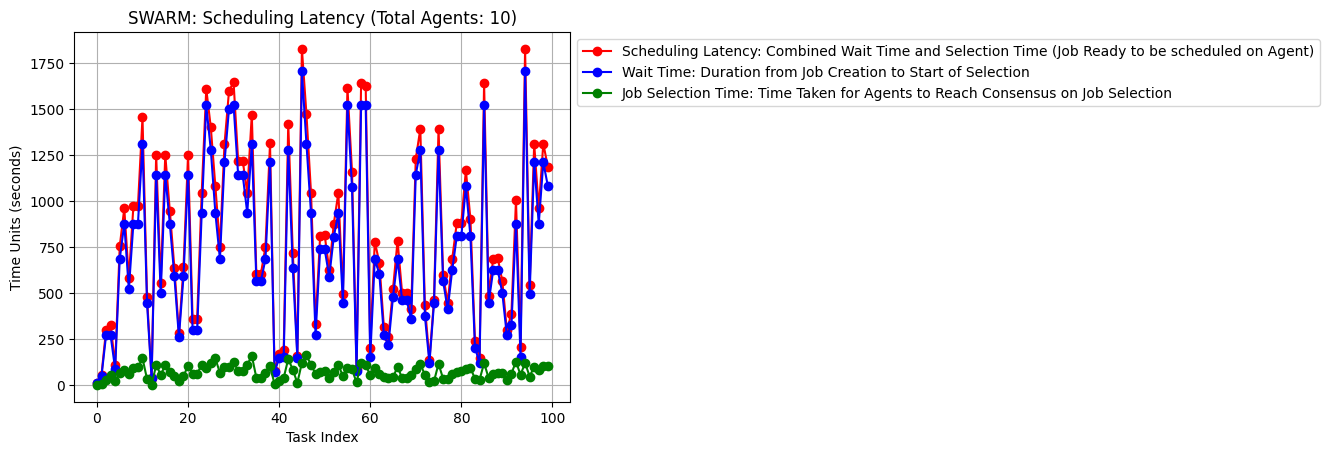 SWARM: Scheduling Latency (Total Agents: 10)
Scheduling Latency: Combined Wait Time and Selection Time (Job Ready to be scheduled on Agent)
Wait Time: Duration from Job Creation to Start of Selection
Job Selection Time: Time Taken for Agents to Reach Consensus on Job Selection
Time Units (seconds)
1750
1500
1250
1000
750
500
250
0
0 20 40 60 80 100
Task Index